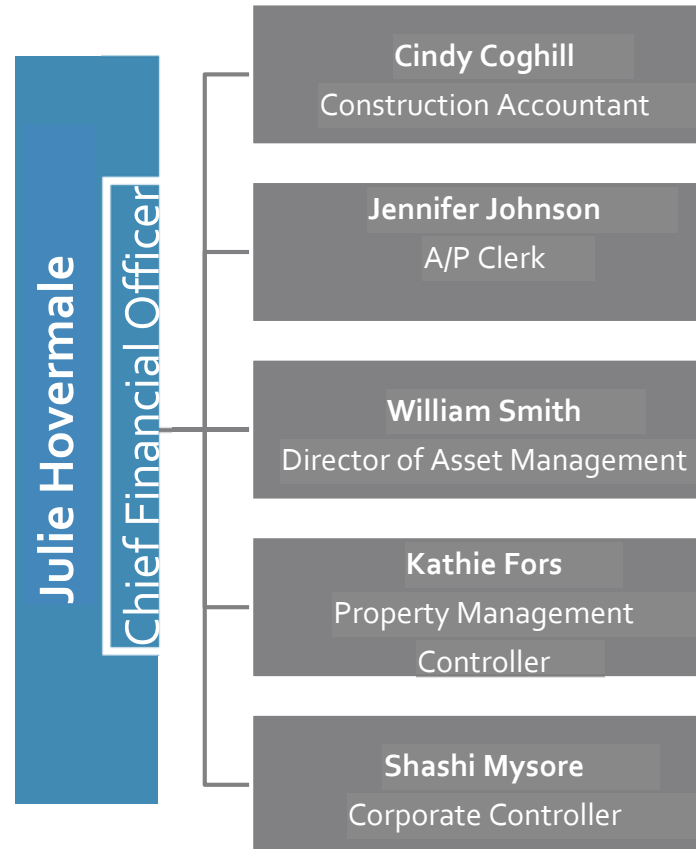 Julie Hovermale
Chief Financial Officer
Cindy Coghill
Construction Accountant
Jennifer Johnson
A/P Clerk
William Smith
Director of Asset Management
Kathie Fors
Property Management
Controller
Shashi Mysore
Corporate Controller